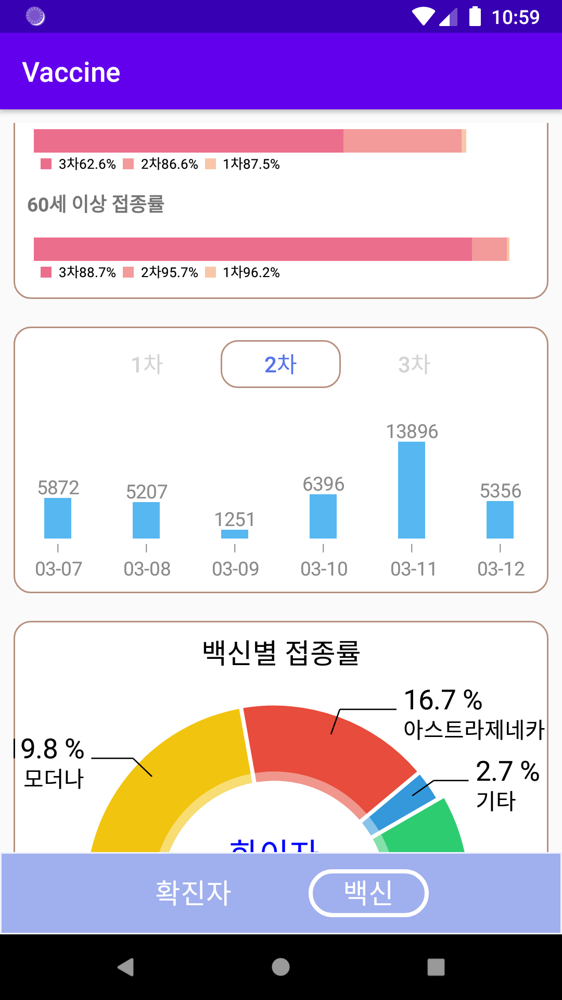 10:59
Vaccine
3차62.6% 2차86.6% 1차87.5%
60세 이상 접종률
3차88.7% 2차95.7% 1차96.2%
1차 2차 3차
13896
5872 5207 1251 6396 5356
03-07 03-08 03-09 03-10 03-11 03-12
백신별 접종률
16.7 %
아스트라제네카
19.8 %
모더나
2.7 %
기타
확진자 백신